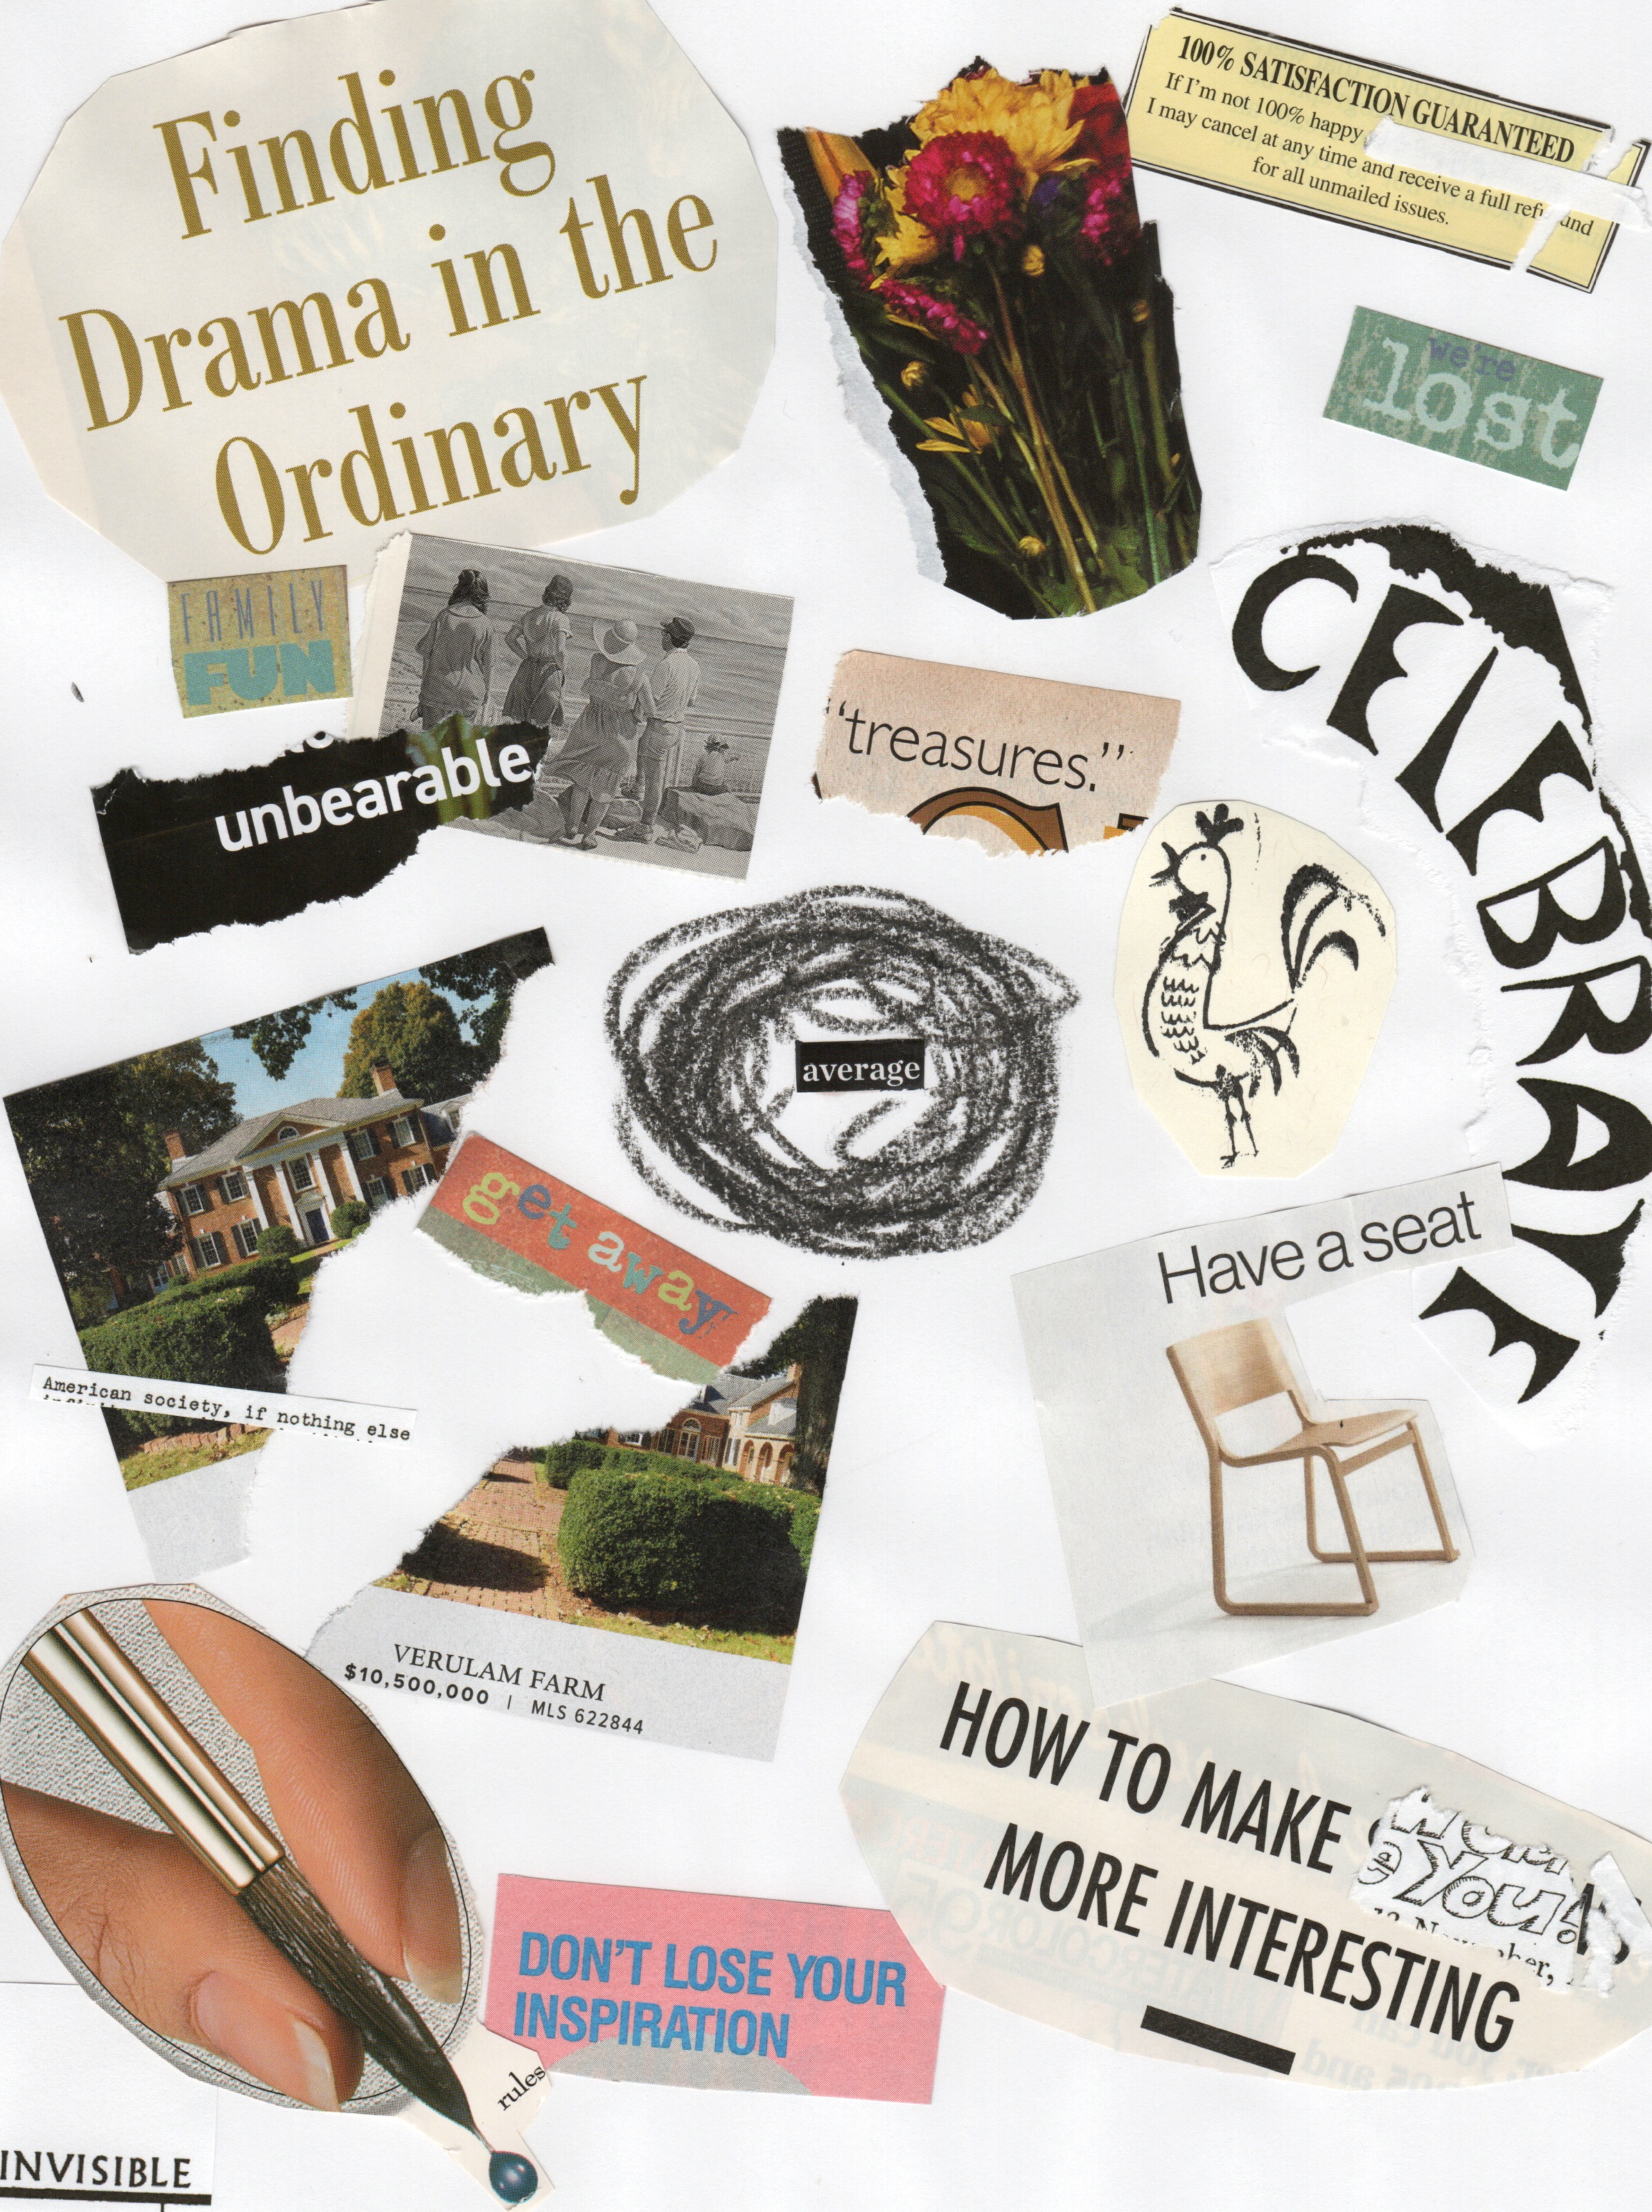 Finding
Drama in the
Ordinary
100% SATISFACTION GUARANTEED
If I'm not 100% happy
I may cancel at any time and receive a full refund
for all unmailed issues.
we're
lost
FAMILY
FUN
unbearable
"treasures."
CELEBRATE
average
get away
American society, if nothing else
Have a seat
VERULAM FARM
$10,500,000 | MLS 622844
HOW TO MAKE
You!
MORE INTERESTING
DON'T LOSE YOUR
INSPIRATION
rules
INVISIBLE